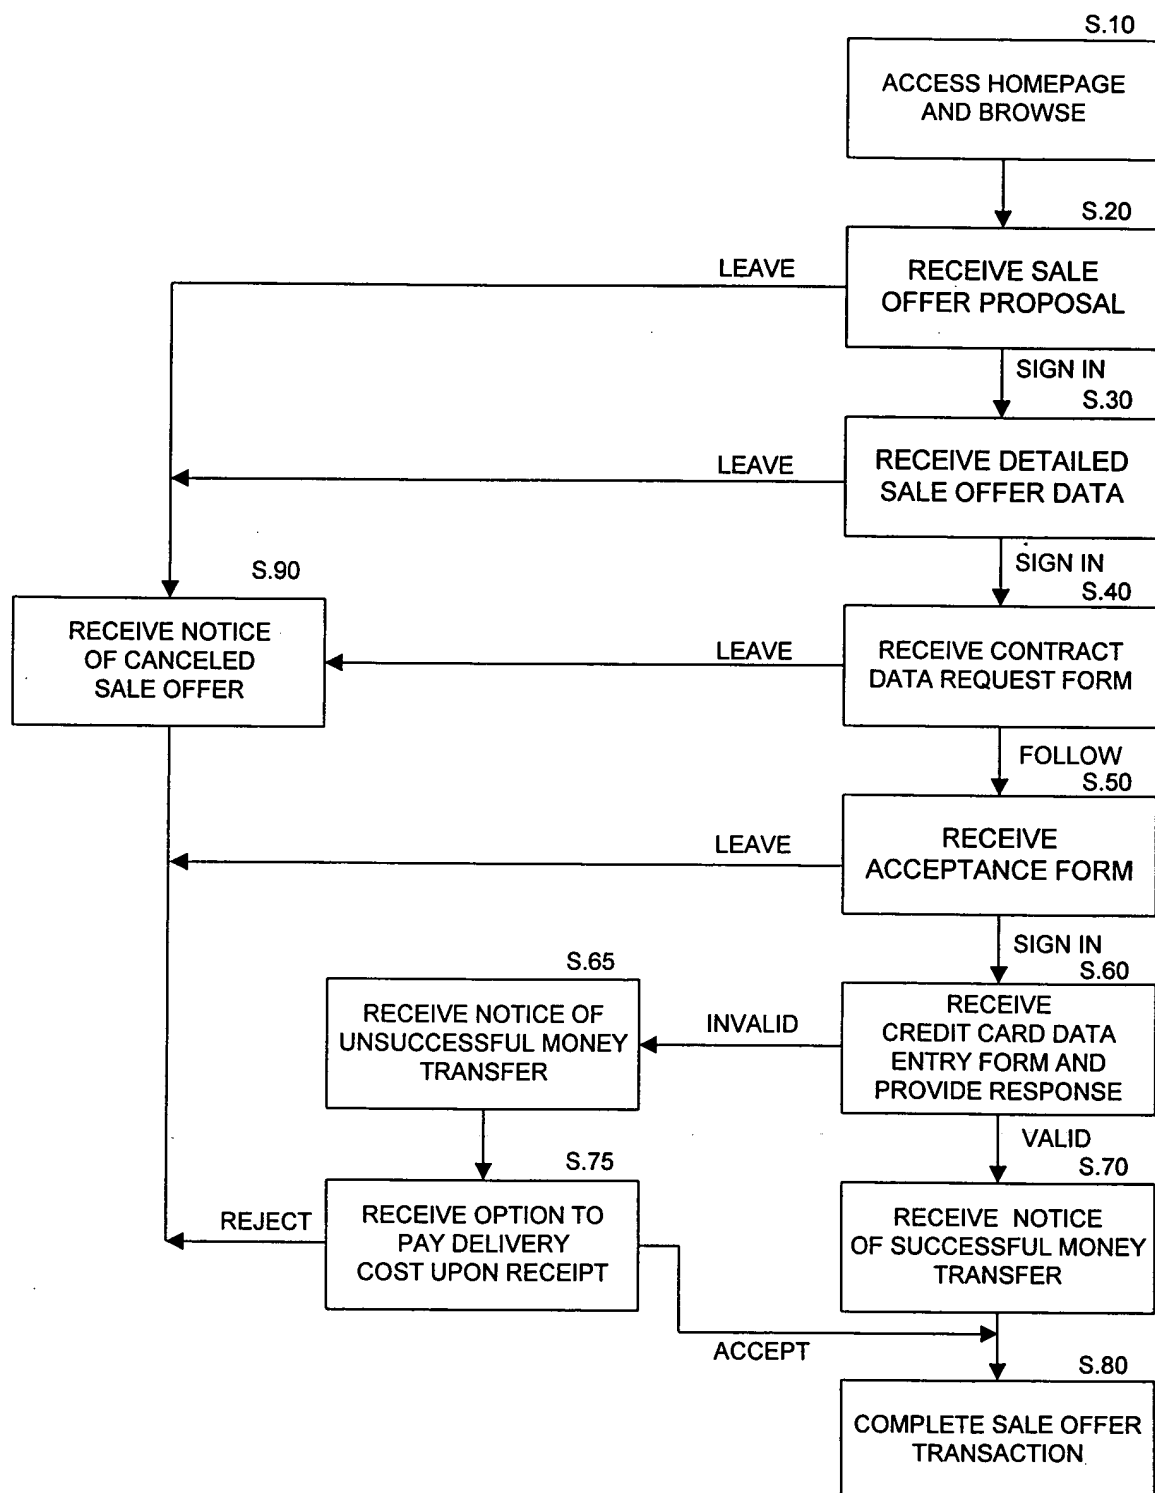 S.10
ACCESS HOMEPAGE
AND BROWSE
S.20
LEAVE
RECEIVE SALE
OFFER PROPOSAL
SIGN IN
S.30
LEAVE
RECEIVE DETAILED
SALE OFFER DATA
SIGN IN
S.90
S.40
RECEIVE NOTICE
OF CANCELED
SALE OFFER
LEAVE
RECEIVE CONTRACT
DATA REQUEST FORM
FOLLOW
S.50
LEAVE
RECEIVE
ACCEPTANCE FORM
SIGN IN
S.65
S.60
RECEIVE NOTICE OF
UNSUCCESSFUL MONEY
TRANSFER
INVALID
RECEIVE
CREDIT CARD DATA
ENTRY FORM AND
PROVIDE RESPONSE
VALID
S.75
S.70
REJECT
RECEIVE OPTION TO
PAY DELIVERY
COST UPON RECEIPT
RECEIVE NOTICE
OF SUCCESSFUL MONEY
TRANSFER
ACCEPT
S.80
COMPLETE SALE OFFER
TRANSACTION